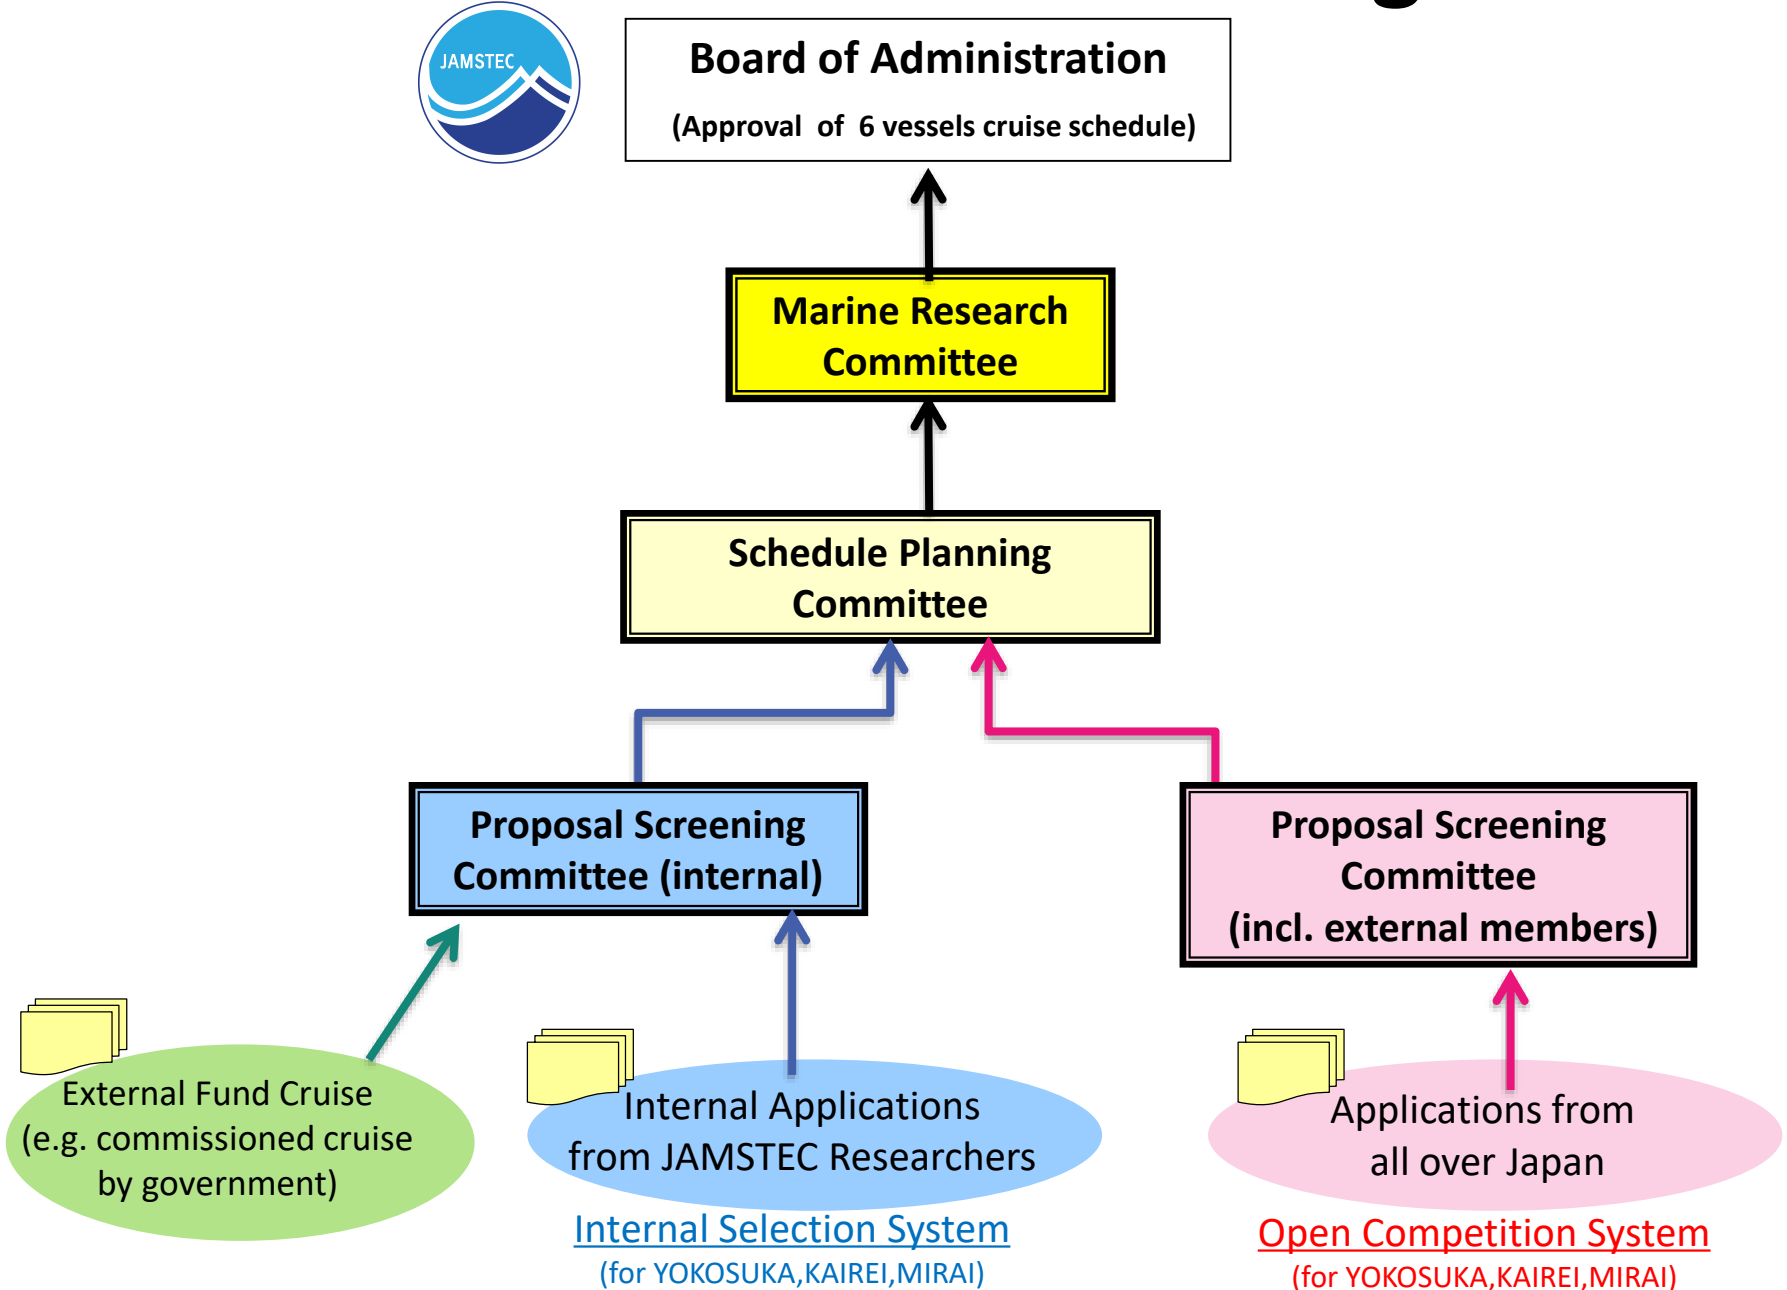 JAMSTEC
Board of Administration
(Approval of 6 vessels cruise schedule)
Marine Research
Committee
Schedule Planning
Committee
Proposal Screening
Committee (internal)
Proposal Screening
Committee
(incl. external members)
External Fund Cruise
(e.g. commissioned cruise
by government)
Internal Applications
from JAMSTEC Researchers
Internal Selection System
(for YOKOSUKA,KAIREI,MIRAI)
Applications from
all over Japan
Open Competition System
(for YOKOSUKA,KAIREI,MIRAI)